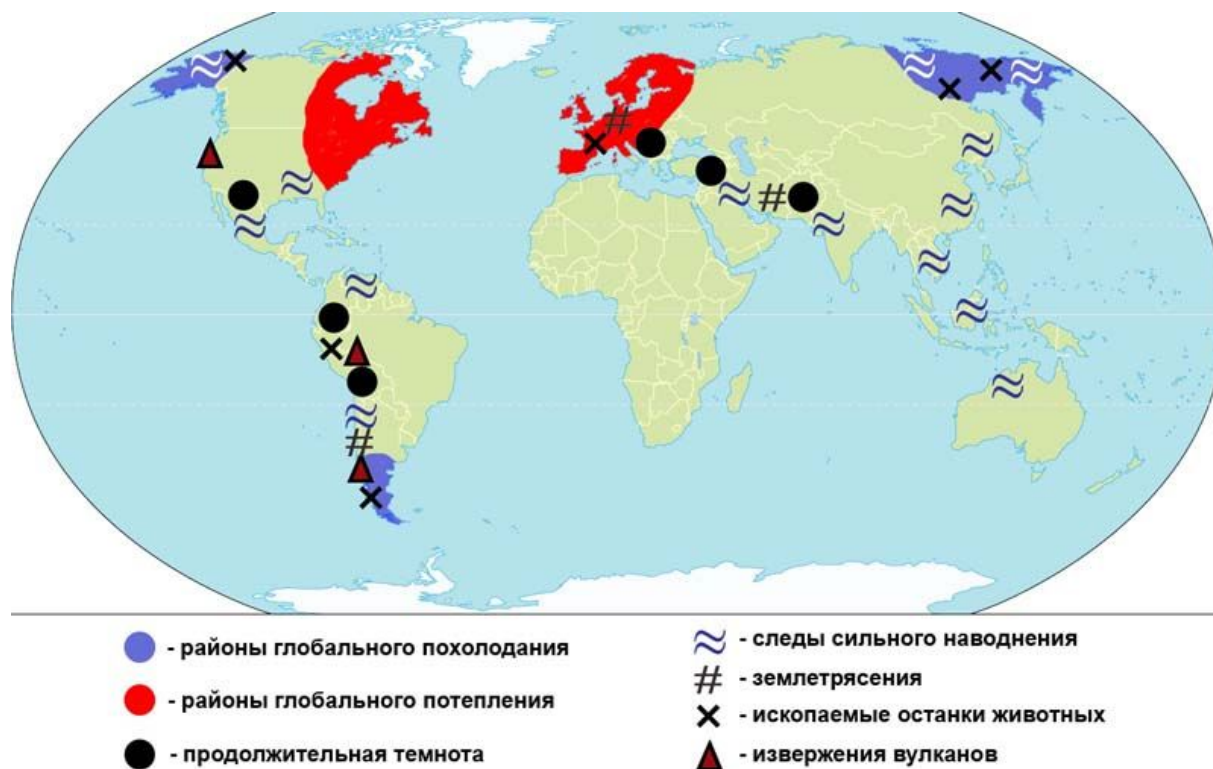 - районы глобального похолодания
- районы глобального потепления
- продолжительная темнота
- следы сильного наводнения
- землетрясения
- ископаемые останки животных
- извержения вулканов